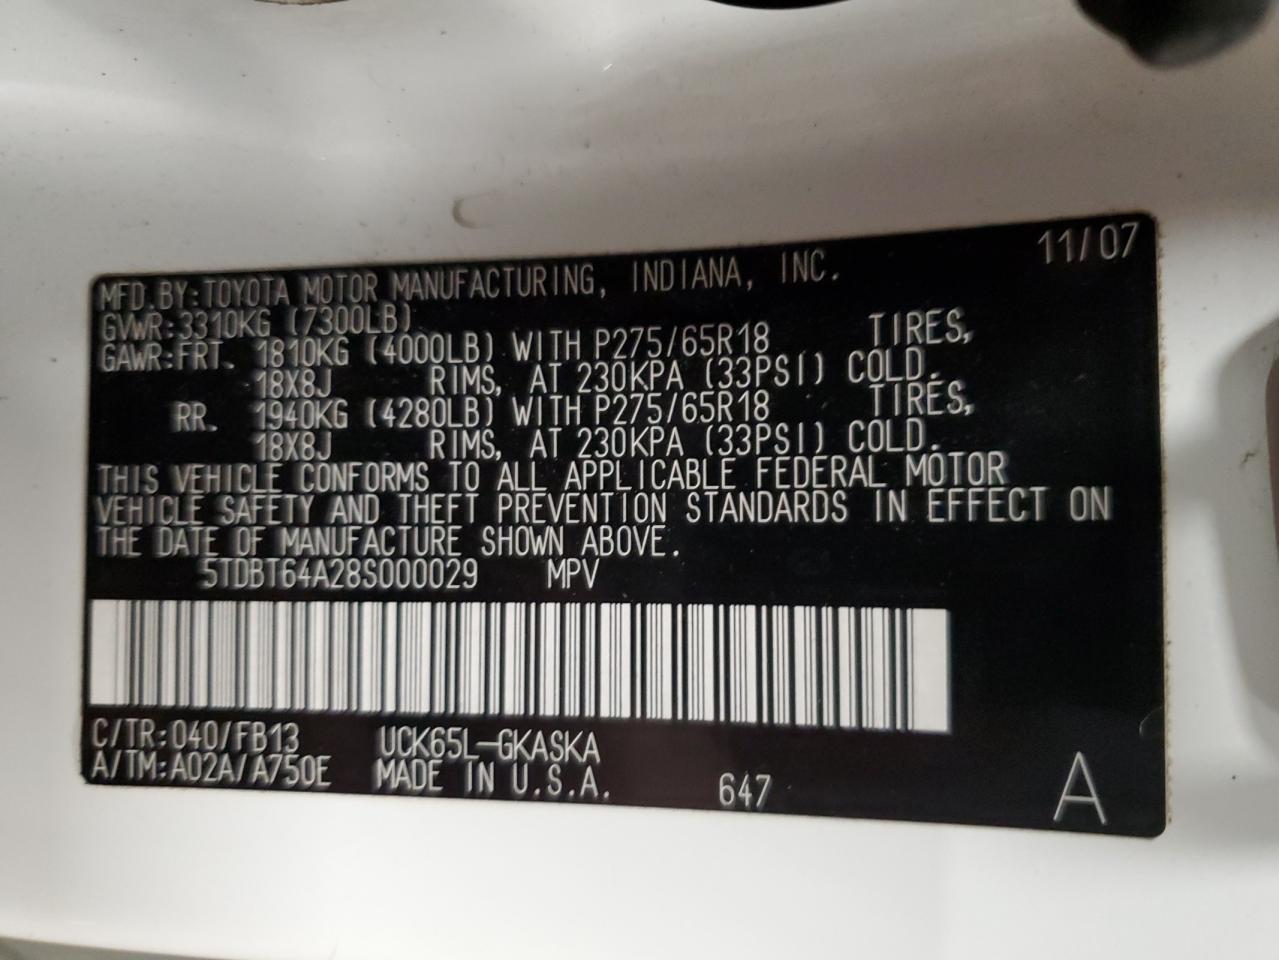 11/07
MFD.BY:TOYOTA MOTOR MANUFACTURING, INDIANA, INC.
GVWR:3310KG (7300LB)
GAWR:FRT. 1810KG (4000LB) WITH P275/65R18 TIRES,
18X8J RIMS, AT 230KPA (33PSI) COLD.
RR. 1940KG (4280LB) WITH P275/65R18 TIRES,
18X8J RIMS, AT 230KPA (33PSI) COLD.
THIS VEHICLE CONFORMS TO ALL APPLICABLE FEDERAL MOTOR
VEHICLE SAFETY AND THEFT PREVENTION STANDARDS IN EFFECT ON
THE DATE OF MANUFACTURE SHOWN ABOVE.
5TDBT64A28S000029 MPV
C/TR:040/FB13 UCK65L-GKASKA
A/TM:A02A/A750E MADE IN U.S.A. 647 A